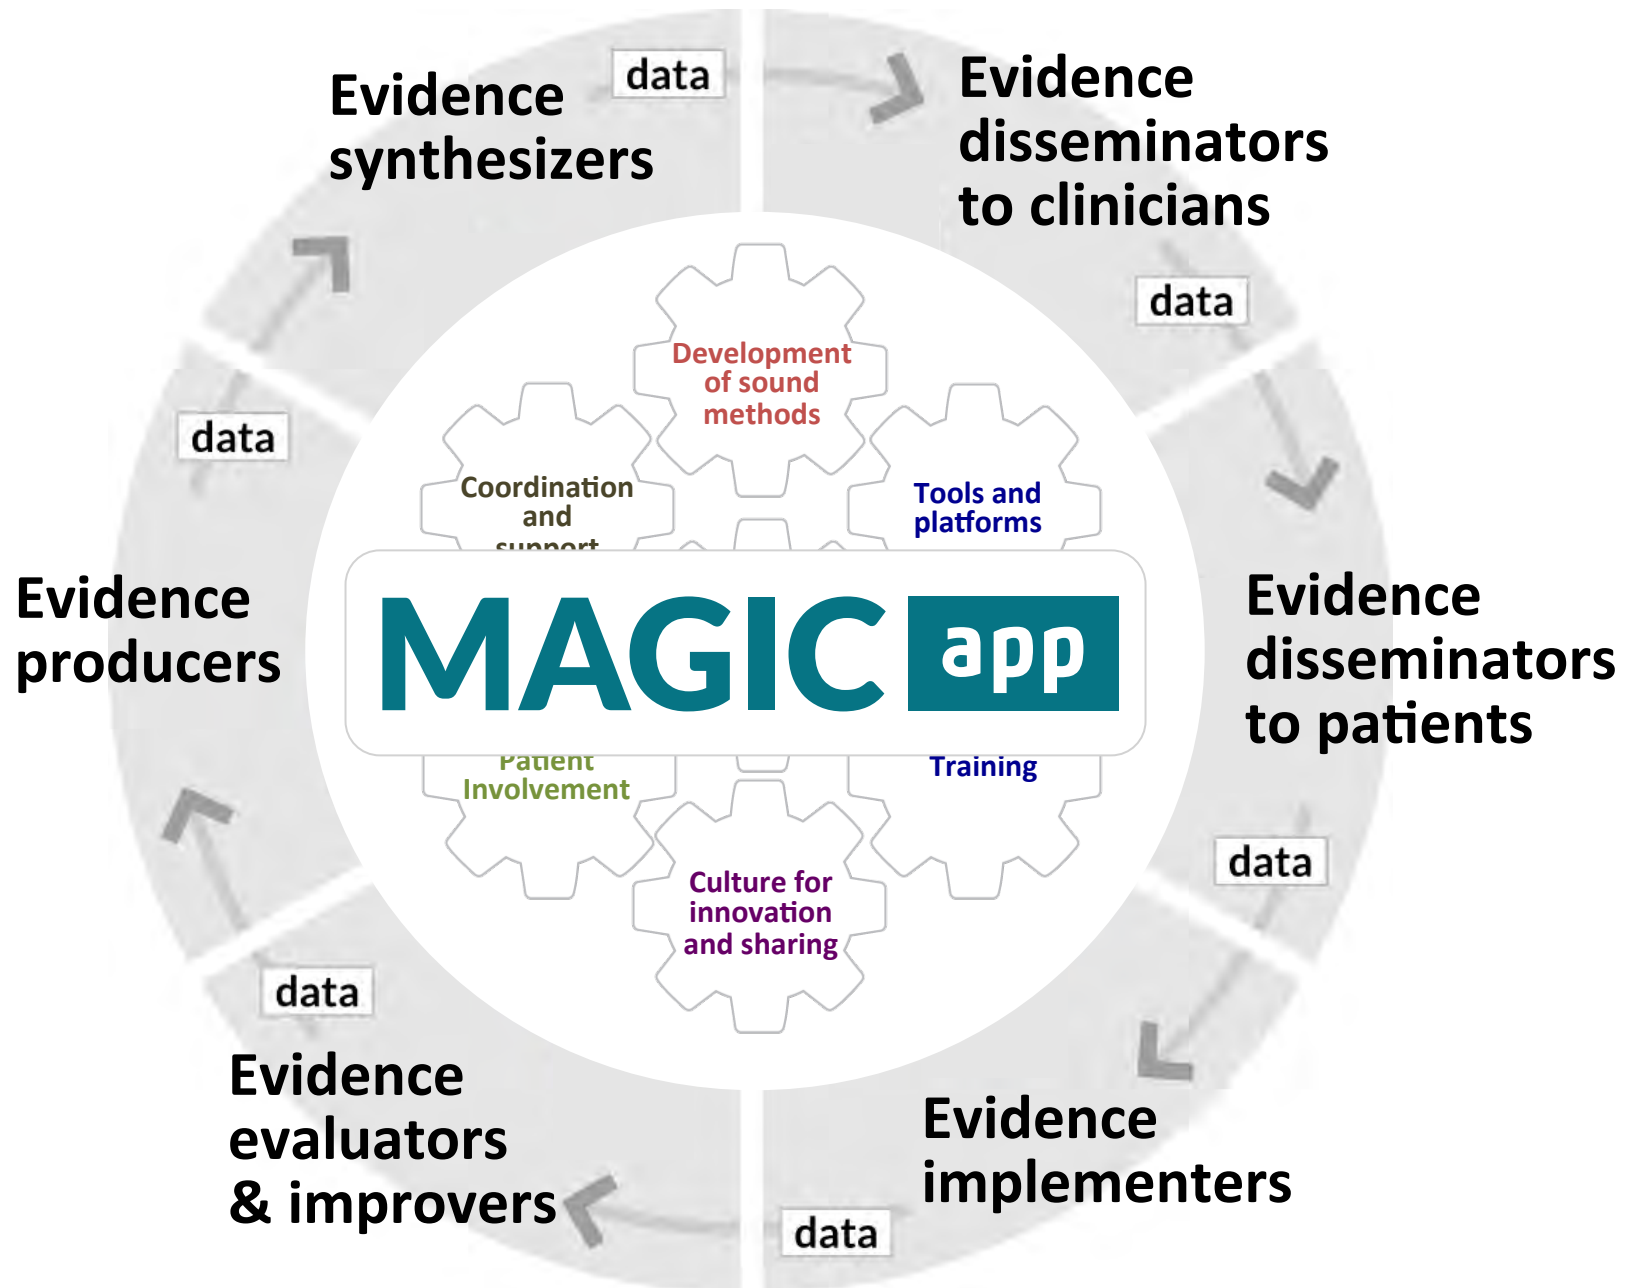 Evidence
synthesizers
data
Evidence
disseminators
to clinicians
data
data
Development
of sound
methods
Coordination
and
support
Tools and
platforms
Evidence
producers
MAGIC app
Evidence
disseminators
to patients
Patient
Involvement
Training
data
Culture for
innovation
and sharing
data
Evidence
evaluators
& improvers
Evidence
implementers
data